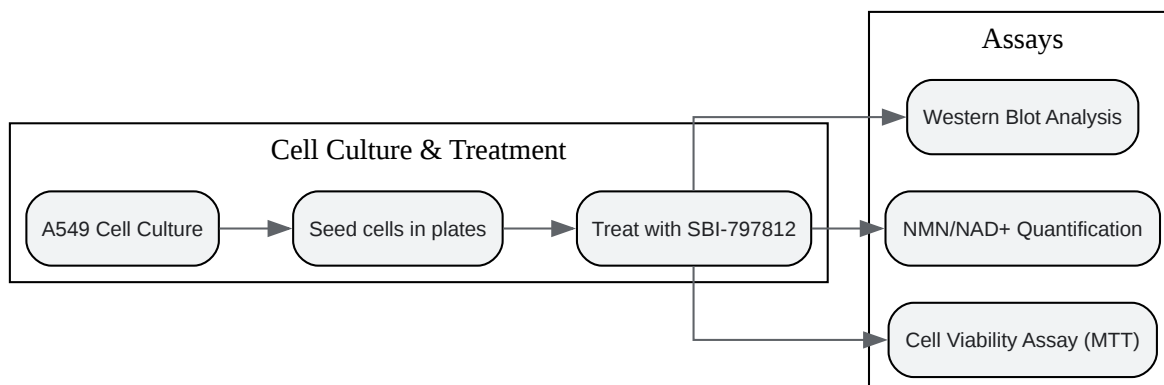 Cell Culture & Treatment
A549 Cell Culture
Seed cells in plates
Treat with SBI-797812
Assays
Western Blot Analysis
NMN/NAD+ Quantification
Cell Viability Assay (MTT)